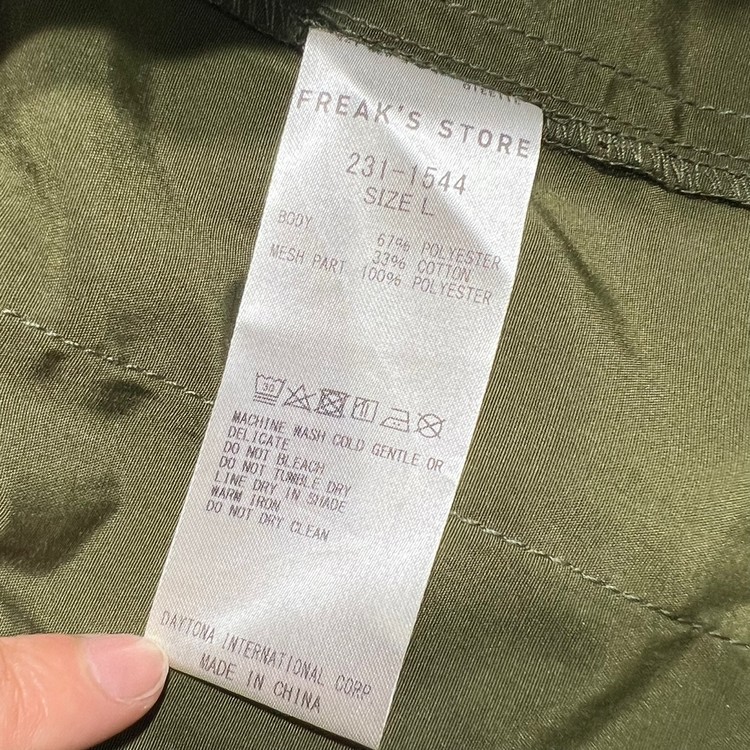 FREAK'S STORE
231-1544
SIZE L
BODY 67% POLYESTER
33% COTTON
MESH PART 100% POLYESTER
30
MACHINE WASH COLD GENTLE OR
DELICATE
DO NOT BLEACH
DO NOT TUMBLE DRY
LINE DRY IN SHADE
WARM IRON
DO NOT DRY CLEAN
DAYTONA INTERNATIONAL CORP
MADE IN CHINA